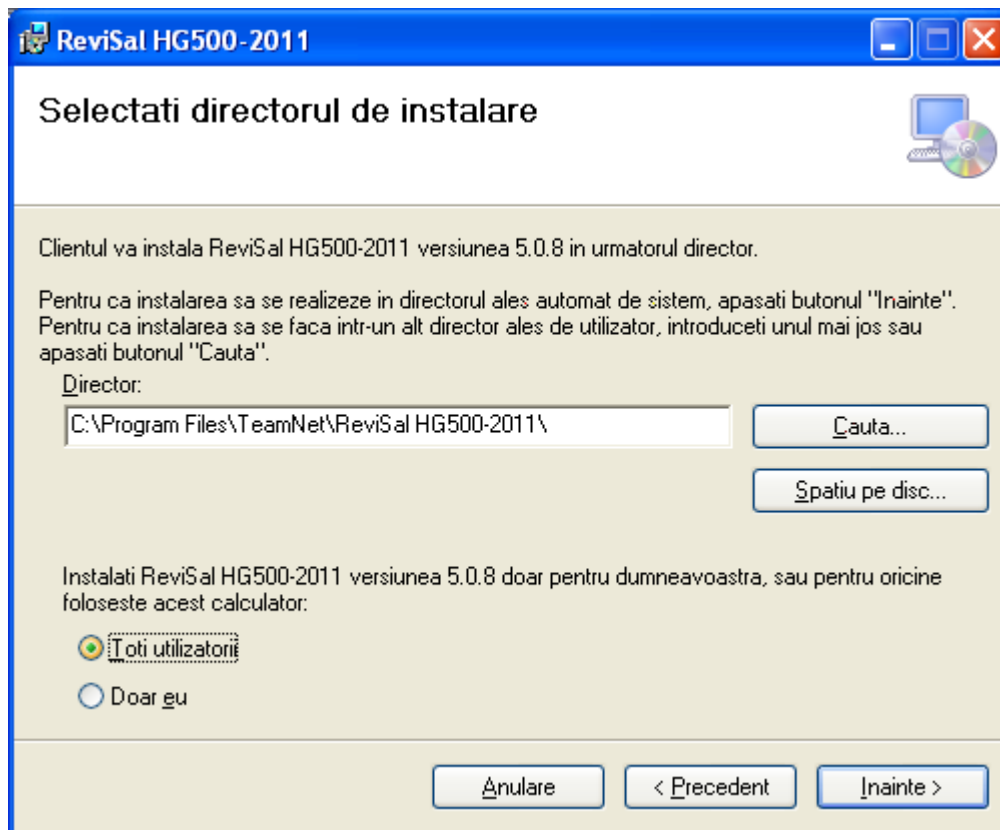 ReviSal HG500-2011
Selectati directorul de instalare
Clientul va instala ReviSal HG500-2011 versiunea 5.0.8 in urmatorul director.
Pentru ca instalarea sa se realizeze in directorul ales automat de sistem, apasati butonul "Inainte".
Pentru ca instalarea sa se faca intr-un alt director ales de utilizator, introduceti unul mai jos sau
apasati butonul "Cauta".
Director:
C:\Program Files\TeamNet\ReviSal HG500-2011\
Cauta...
Spatiu pe disc...
Instalati ReviSal HG500-2011 versiunea 5.0.8 doar pentru dumneavoastra, sau pentru oricine
foloseste acest calculator:
Toti utilizatorii
Doar eu
Anulare
< Precedent
Inainte >